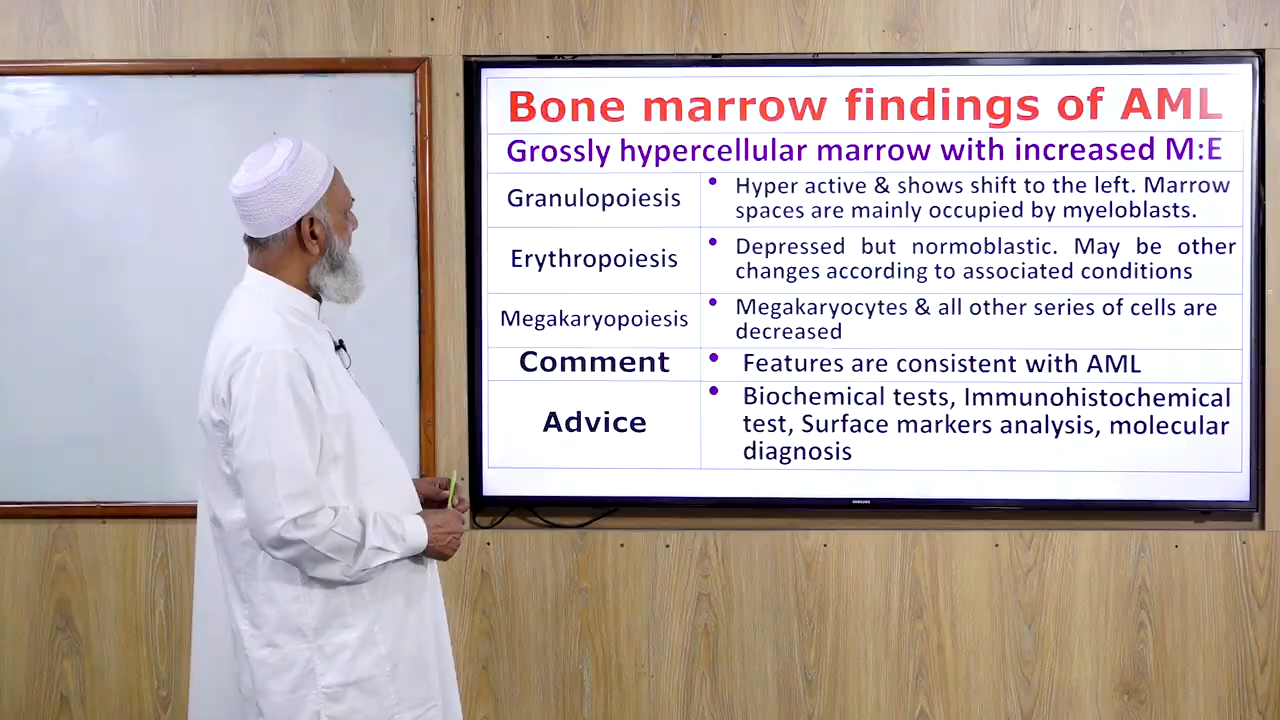 Bone marrow findings of AML
Grossly hypercellular marrow with increased M:E
Granulopoiesis
• Hyper active & shows shift to the left. Marrow
spaces are mainly occupied by myeloblasts.
Erythropoiesis
• Depressed but normoblastic. May be other
changes according to associated conditions
Megakaryopoiesis
• Megakaryocytes & all other series of cells are
decreased
Comment
• Features are consistent with AML
Advice
• Biochemical tests, Immunohistochemical
test, Surface markers analysis, molecular
diagnosis
SAMSUNG